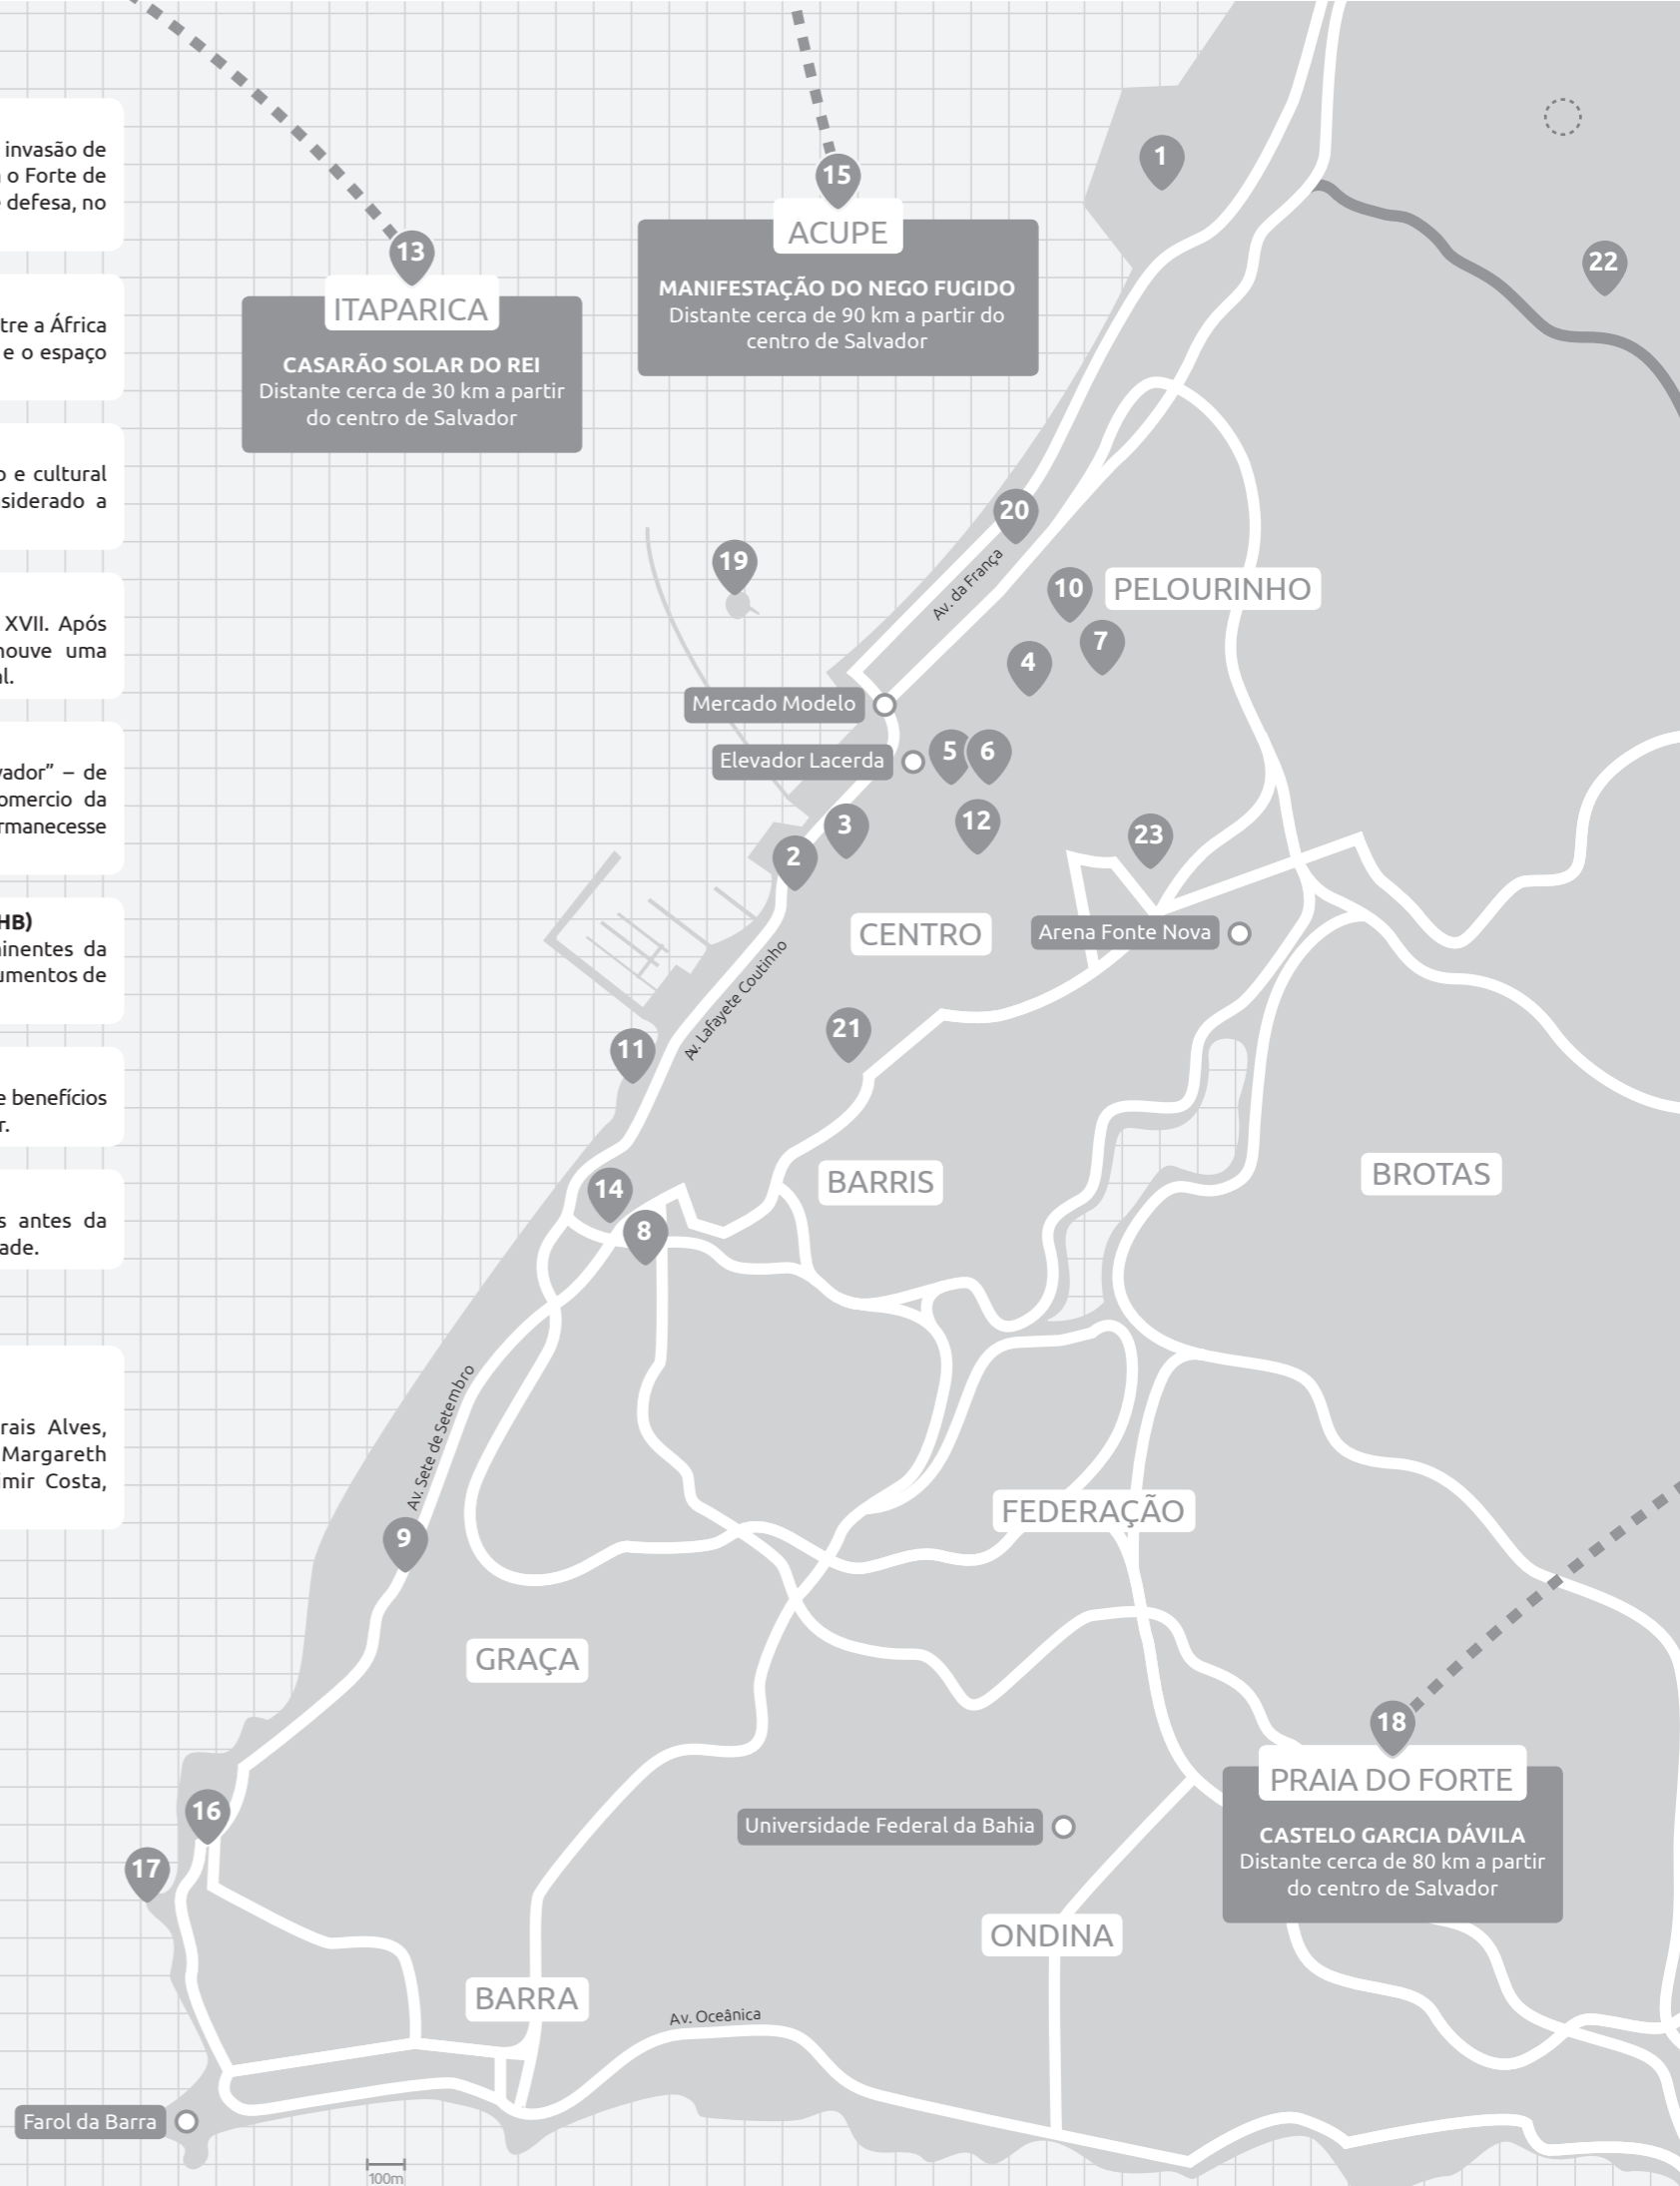 invasão de
o Forte de
defesa, no
tre a África
e o espaço
e cultural
siderado a
XVII. Após
ouve uma
vador” – de
omercio da
rmanecesse
HB)
inentes da
umentos de
e benefícios
r.
s antes da
ade.
rais Alves,
Margareth
imir Costa,
1
15
ACUPE
MANIFESTAÇÃO DO NEGO FUGIDO
Distante cerca de 90 km a partir do
centro de Salvador
13
ITAPARICA
CASARÃO SOLAR DO REI
Distante cerca de 30 km a partir
do centro de Salvador
22
20
Av. da França
19
10
PELOURINHO
7
4
Mercado Modelo
Elevador Lacerda
5
6
3
12
23
2
CENTRO
Arena Fonte Nova
Av. Lafayete Coutinho
21
11
BARRIS
BROTAS
14
8
Av. Sete de Setembro
FEDERAÇÃO
9
GRAÇA
18
PRAIA DO FORTE
CASTELO GARCIA DÁVILA
Distante cerca de 80 km a partir
do centro de Salvador
16
Universidade Federal da Bahia
17
ONDINA
BARRA
Av. Oceânica
Farol da Barra
100m